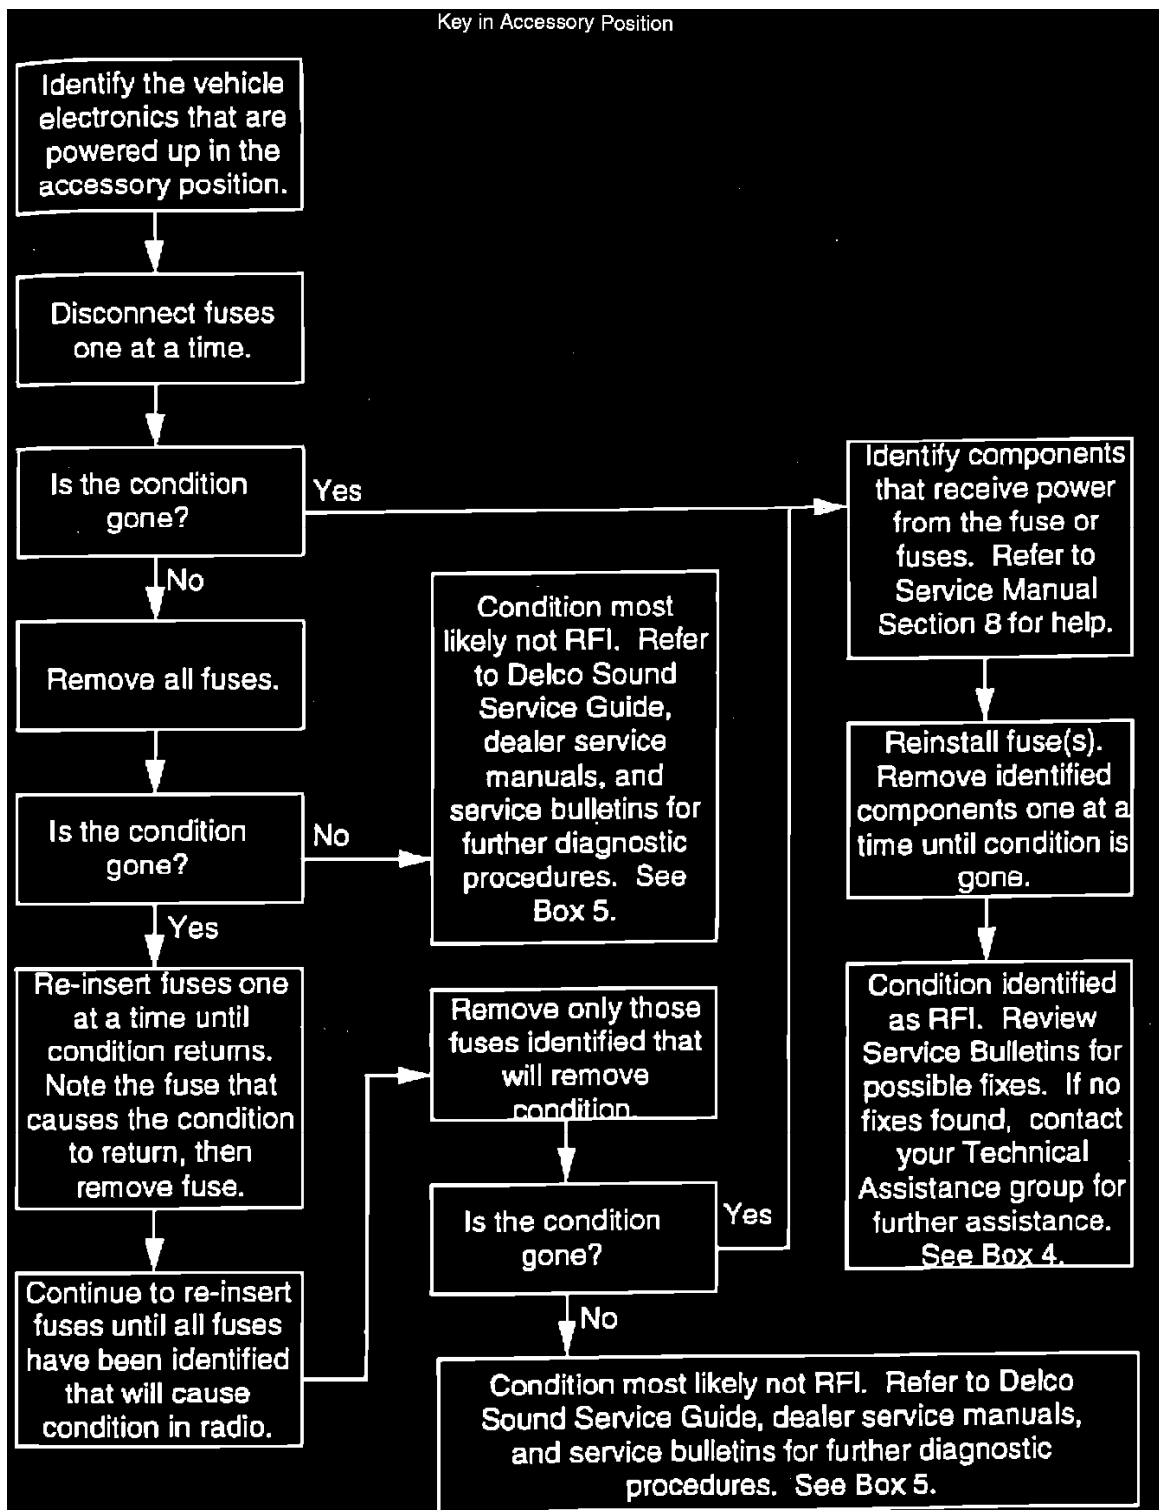 Key in Accessory Position
Identify the vehicle
electronics that are
powered up in the
accessory position.
Disconnect fuses
one at a time.
Is the condition
gone?
Yes
No
Remove all fuses.
Is the condition
gone?
No
Yes
Re-insert fuses one
at a time until
condition returns.
Note the fuse that
causes the condition
to return, then
remove fuse.
Continue to re-insert
fuses until all fuses
have been identified
that will cause
condition in radio.
Condition most
likely not RFI. Refer
to Delco Sound
Service Guide,
dealer service
manuals, and
service bulletins for
further diagnostic
procedures. See
Box 5.
Remove only those
fuses identified that
will remove
condition.
Is the condition
gone?
Yes
No
Condition most likely not RFI. Refer to Delco
Sound Service Guide, dealer service manuals,
and service bulletins for further diagnostic
procedures. See Box 5.
Identify components
that receive power
from the fuse or
fuses. Refer to
Service Manual
Section 8 for help.
Reinstall fuse(s).
Remove identified
components one at a
time until condition is
gone.
Condition identified
as RFI. Review
Service Bulletins for
possible fixes. If no
fixes found, contact
your Technical
Assistance group for
further assistance.
See Box 4.